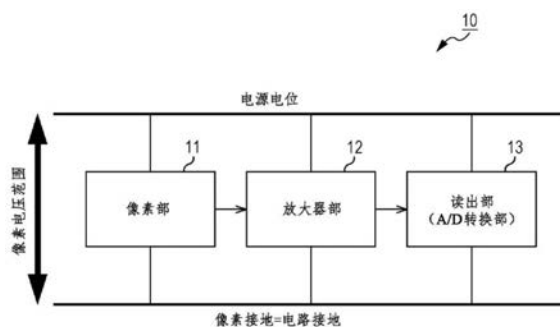 10
电源电位
像素电压范围
11
12
13
像素部
放大器部
读出部
（A/D转换部）
像素接地=电路接地